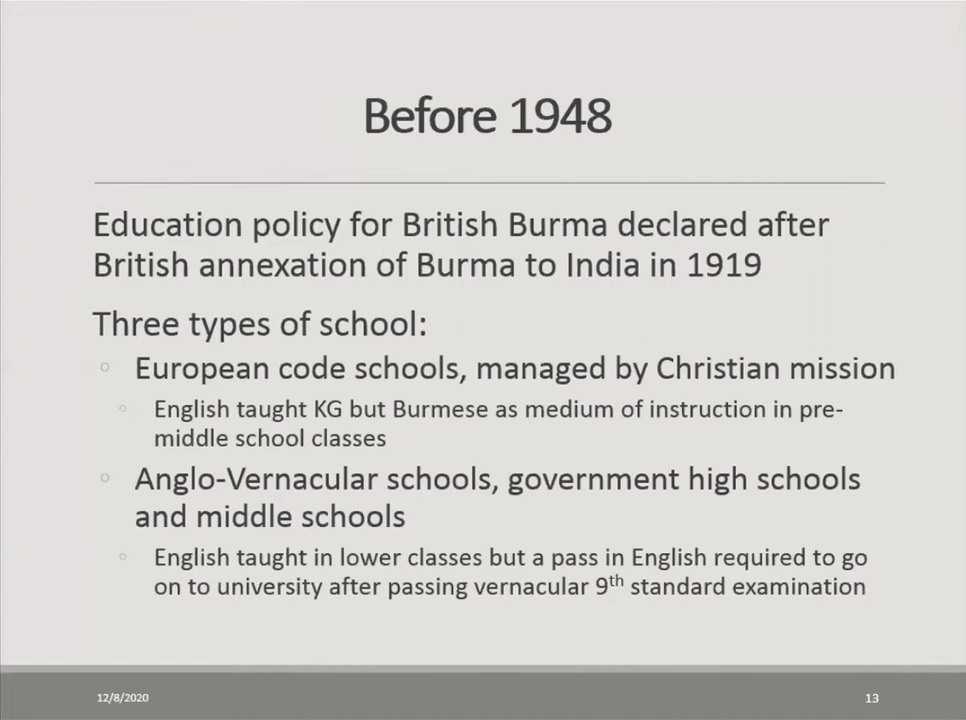 Before 1948
Education policy for British Burma declared after
British annexation of Burma to India in 1919
Three types of school:
◦ European code schools, managed by Christian mission
◦ English taught KG but Burmese as medium of instruction in pre-
middle school classes
◦ Anglo-Vernacular schools, government high schools
and middle schools
◦ English taught in lower classes but a pass in English required to go
on to university after passing vernacular 9th standard examination
12/8/2020
13